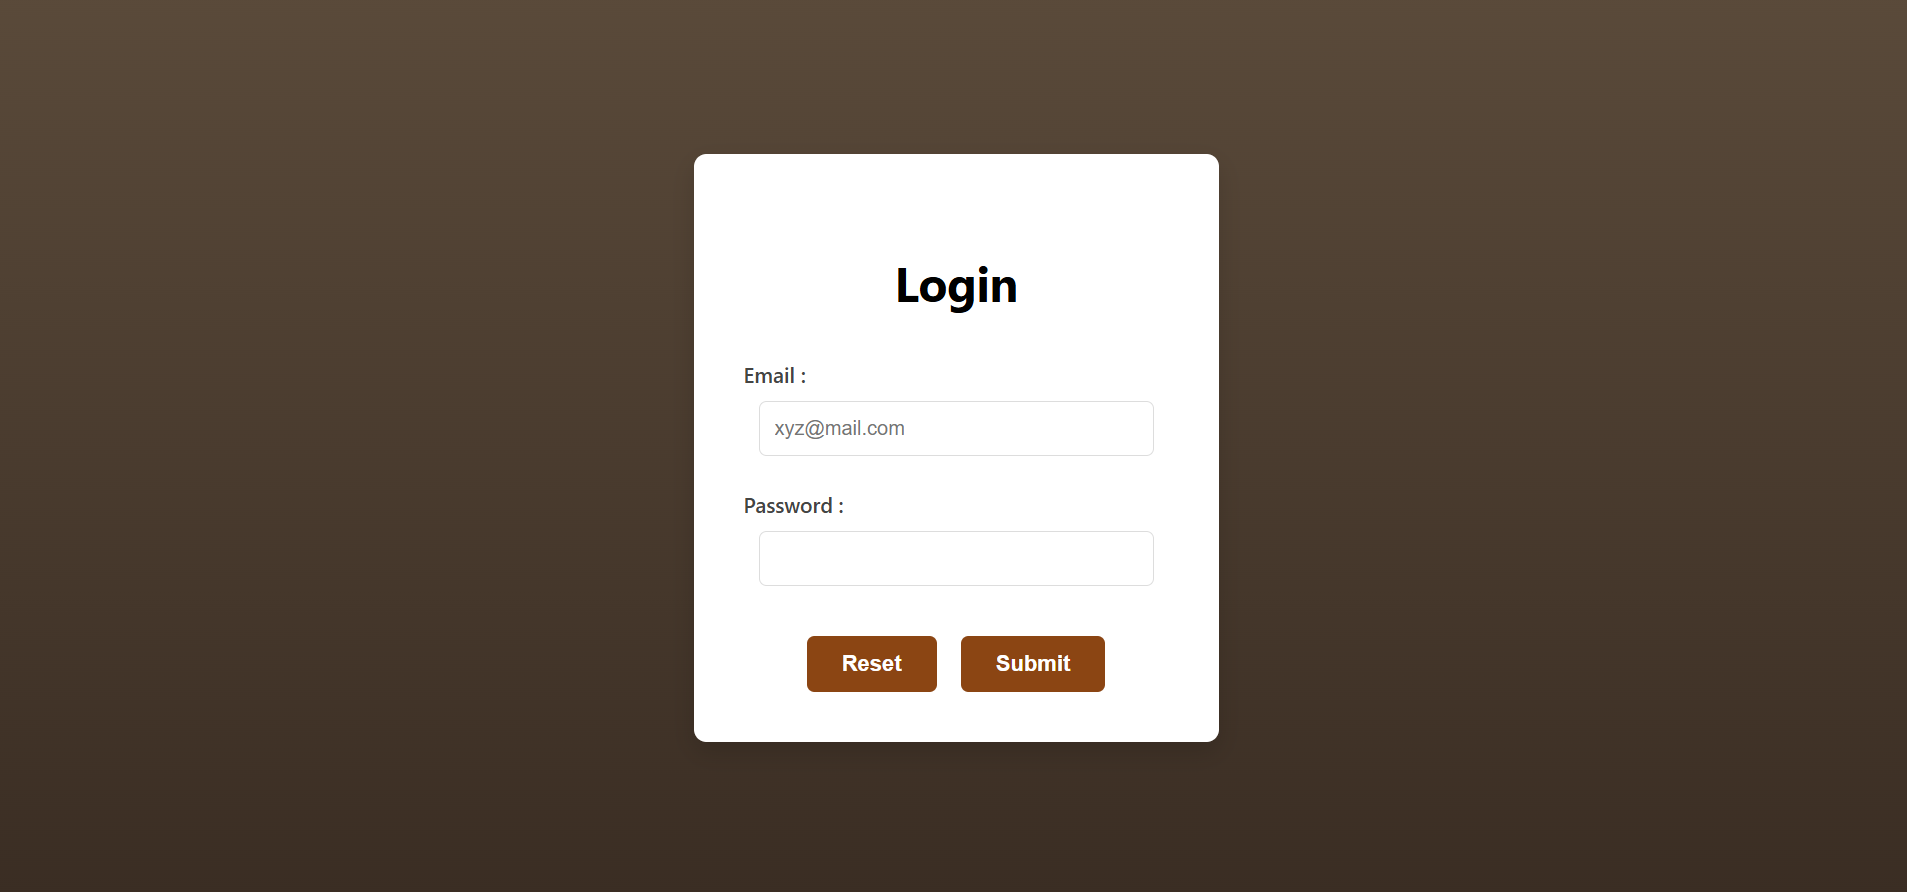 Login
Email :
xyz@mail.com
Password :
Reset Submit